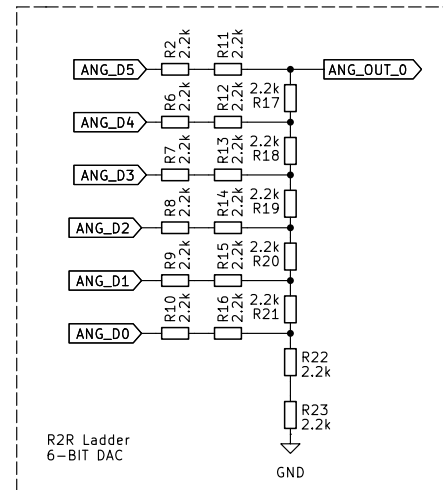 R2
2.2k
R11
2.2k
ANG_D5
ANG_OUT_0
2.2k
R17
R6
2.2k
R12
2.2k
ANG_D4
2.2k
R18
R7
2.2k
R13
2.2k
ANG_D3
2.2k
R19
R8
2.2k
R14
2.2k
ANG_D2
2.2k
R20
R9
2.2k
R15
2.2k
ANG_D1
2.2k
R21
R10
2.2k
R16
2.2k
ANG_D0
R22
2.2k
R23
2.2k
R2R Ladder
6-BIT DAC
GND